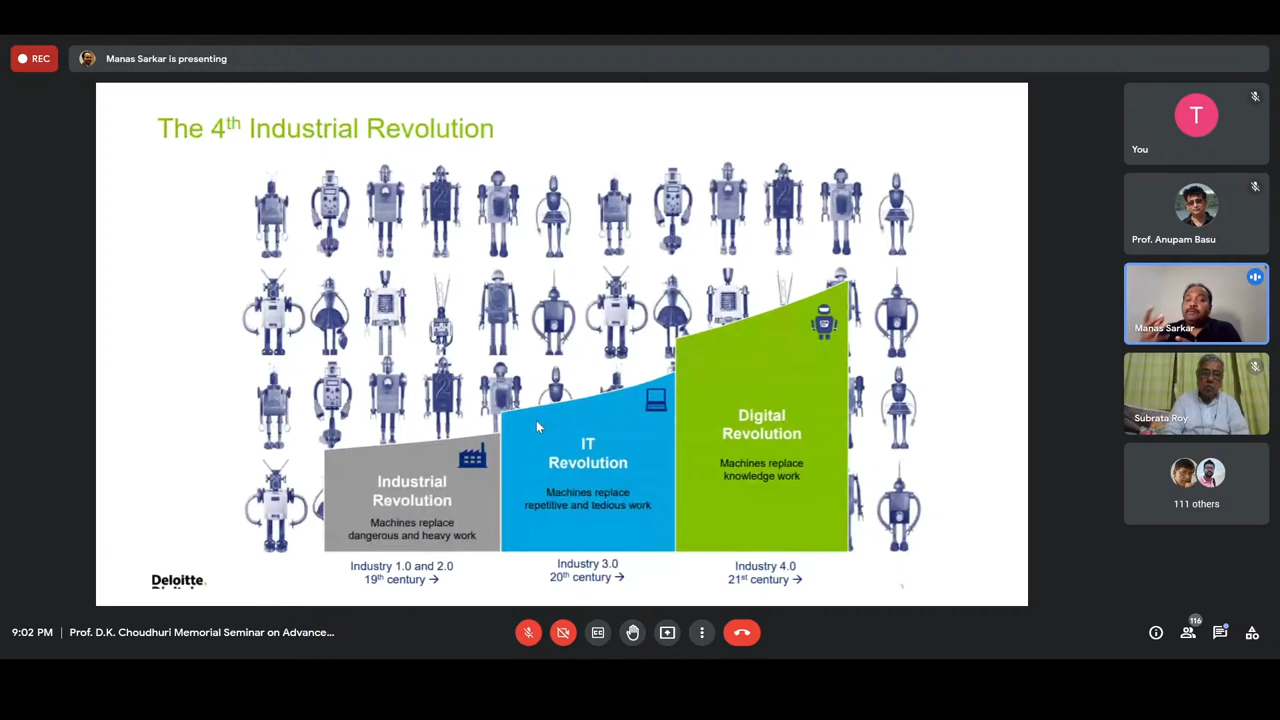 REC
Manas Sarkar is presenting
The 4th Industrial Revolution
Industrial
Revolution
Machines replace
dangerous and heavy work
IT
Revolution
Machines replace
repetitive and tedious work
Digital
Revolution
Machines replace
knowledge work
Industry 1.0 and 2.0
19th century →
Industry 3.0
20th century →
Industry 4.0
21st century →
Deloitte.
T
You
Prof. Anupam Basu
Manas Sarkar
Subrata Roy
111 others
9:02 PM | Prof. D.K. Choudhuri Memorial Seminar on Advance...
116